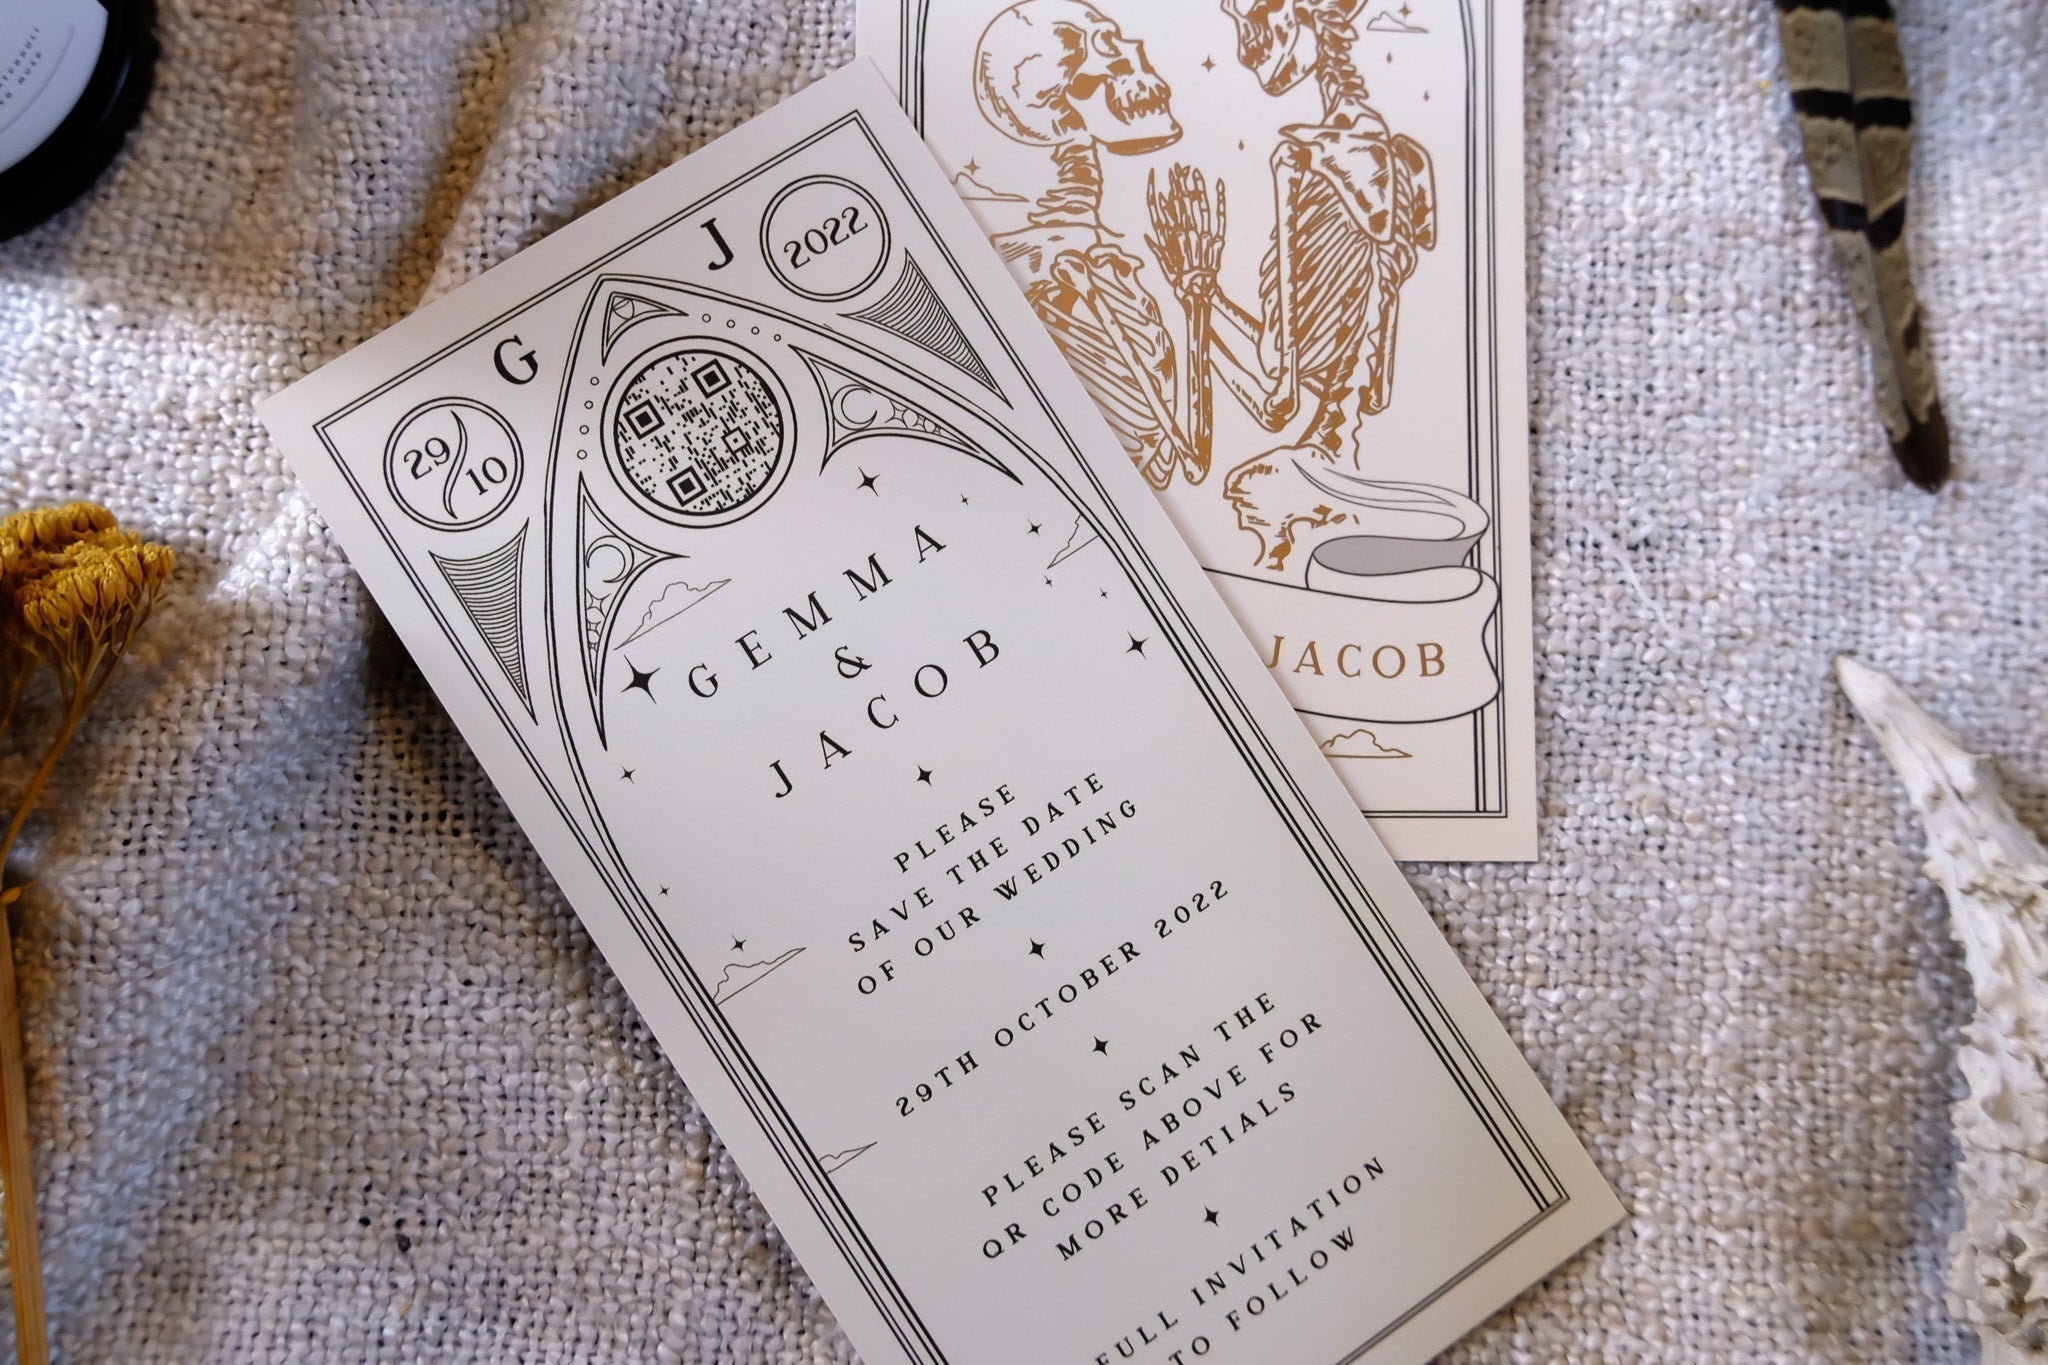 G
J
29
10
2022
GEMMA
&
JACOB
PLEASE
SAVE THE DATE
OF OUR WEDDING
29TH OCTOBER 2022
PLEASE SCAN THE
QR CODE ABOVE FOR
MORE DETIALS
FULL INVITATION
TO FOLLOW
JACOB